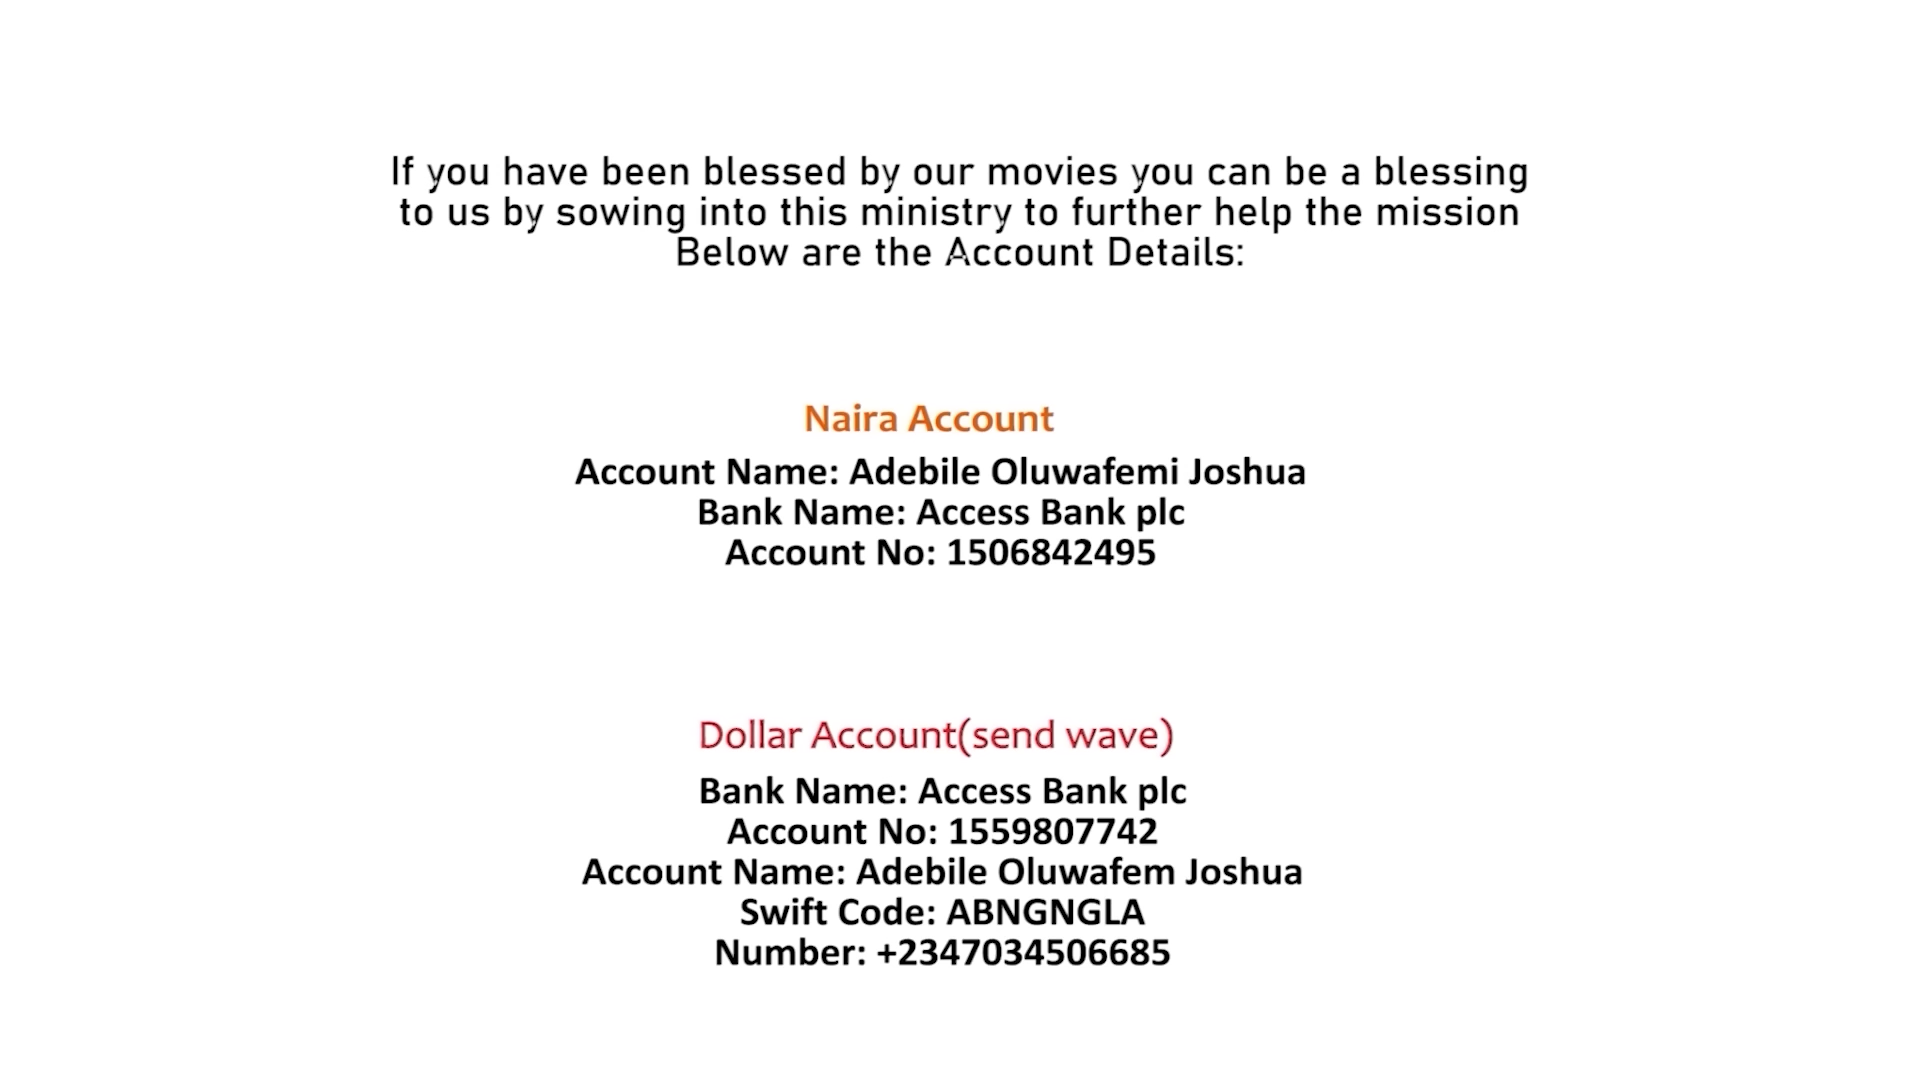 If you have been blessed by our movies you can be a blessing
to us by sowing into this ministry to further help the mission
Below are the Account Details:
Naira Account
Account Name: Adebile Oluwafemi Joshua
Bank Name: Access Bank plc
Account No: 1506842495
Dollar Account(send wave)
Bank Name: Access Bank plc
Account No: 1559807742
Account Name: Adebile Oluwafem Joshua
Swift Code: ABNGNGLA
Number: +2347034506685